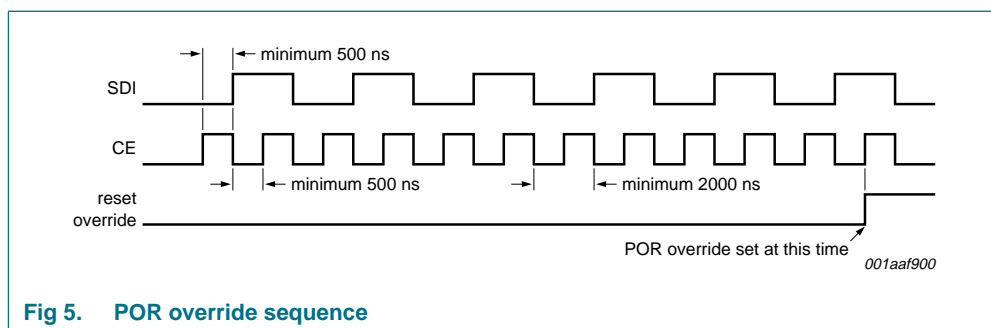 minimum 500 ns
SDI
CE
minimum 500 ns
minimum 2000 ns
reset
override
POR override set at this time
001aaf900
Fig 5. POR override sequence